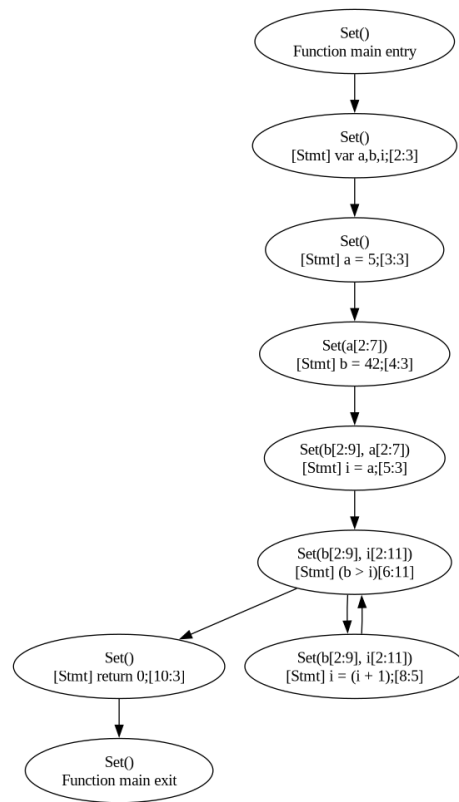 Set()
Function main entry
Set()
[Stmt] var a,b,i;[2:3]
Set()
[Stmt] a = 5;[3:3]
Set(a[2:7])
[Stmt] b = 42;[4:3]
Set(b[2:9], a[2:7])
[Stmt] i = a;[5:3]
Set(b[2:9], i[2:11])
[Stmt] (b > i)[6:11]
Set()
[Stmt] return 0;[10:3]
Set(b[2:9], i[2:11])
[Stmt] i = (i + 1);[8:5]
Set()
Function main exit